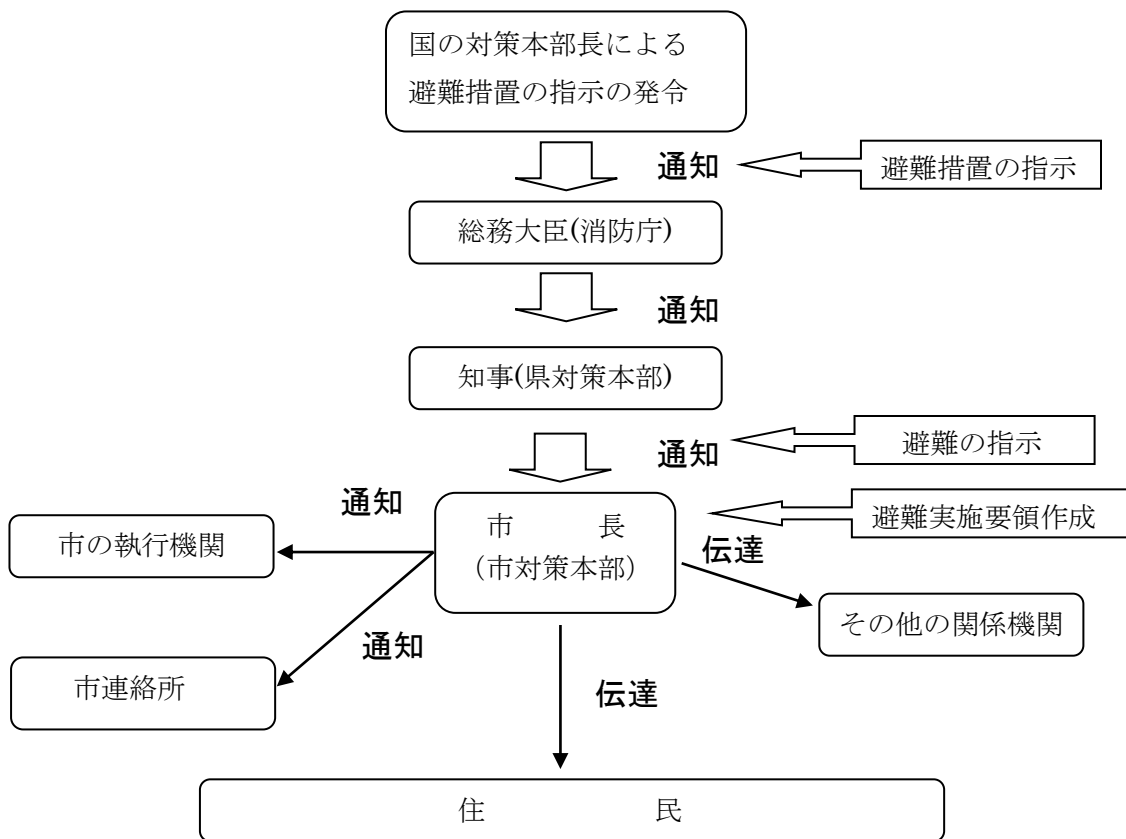 国の対策本部長による
避難措置の指示の発令
通知
避難措置の指示
総務大臣(消防庁)
通知
知事(県対策本部)
通知
避難の指示
通知
市　　長
(市対策本部)
避難実施要領作成
市の執行機関
伝達
その他の関係機関
通知
市連絡所
伝達
住　　　　民